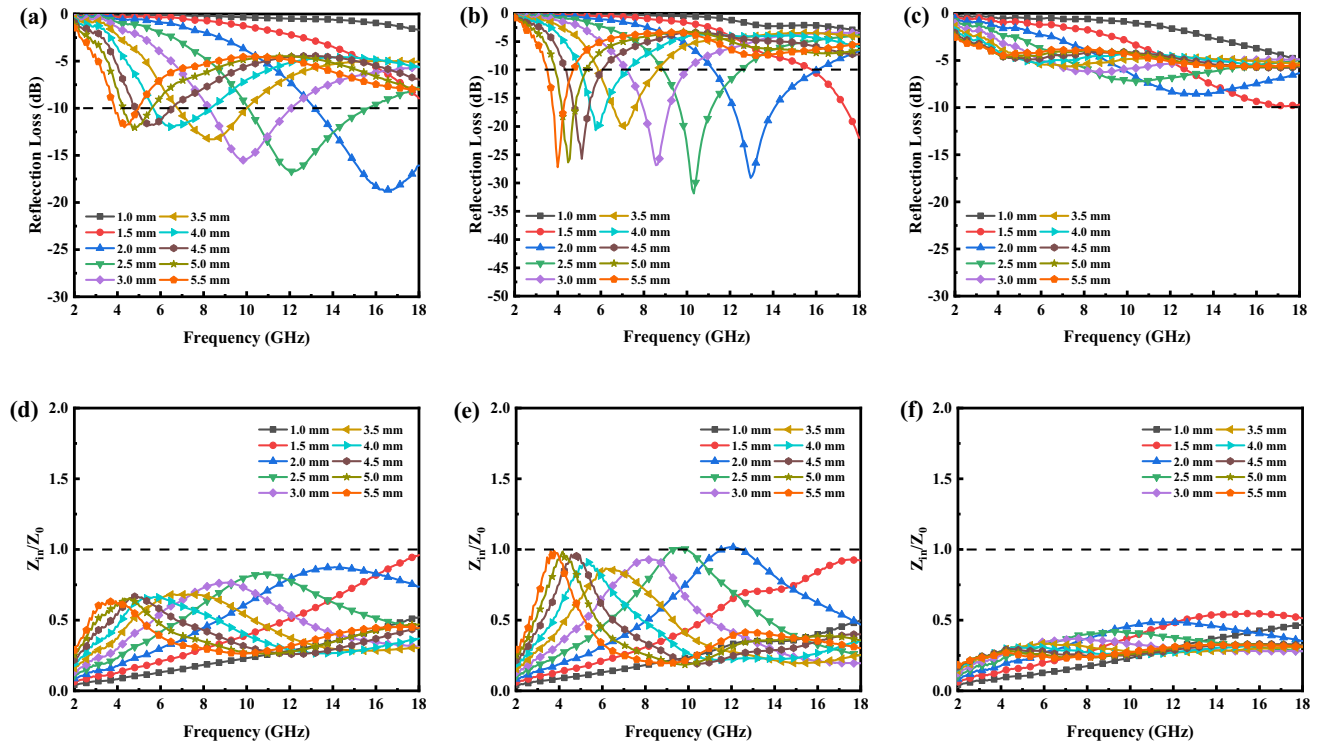 (a)
Reflecction Loss (dB)
0
-5
-10
-15
-20
-25
-30
1.0 mm 3.5 mm
1.5 mm 4.0 mm
2.0 mm 4.5 mm
2.5 mm 5.0 mm
3.0 mm 5.5 mm
2 4 6 8 10 12 14 16 18
Frequency (GHz)
(b)
Reflecction Loss (dB)
0
-5
-10
-15
-20
-25
-30
-35
-40
-45
-50
1.0 mm 3.5 mm
1.5 mm 4.0 mm
2.0 mm 4.5 mm
2.5 mm 5.0 mm
3.0 mm 5.5 mm
2 4 6 8 10 12 14 16 18
Frequency (GHz)
(c)
Reflecction Loss (dB)
0
-5
-10
-15
-20
-25
-30
1.0 mm 3.5 mm
1.5 mm 4.0 mm
2.0 mm 4.5 mm
2.5 mm 5.0 mm
3.0 mm 5.5 mm
2 4 6 8 10 12 14 16 18
Frequency (GHz)
(d)
Zin/Z0
2.0
1.5
1.0
0.5
0.0
1.0 mm 3.5 mm
1.5 mm 4.0 mm
2.0 mm 4.5 mm
2.5 mm 5.0 mm
3.0 mm 5.5 mm
2 4 6 8 10 12 14 16 18
Frequency (GHz)
(e)
Zin/Z0
2.0
1.5
1.0
0.5
0.0
1.0 mm 3.5 mm
1.5 mm 4.0 mm
2.0 mm 4.5 mm
2.5 mm 5.0 mm
3.0 mm 5.5 mm
2 4 6 8 10 12 14 16 18
Frequency (GHz)
(f)
Zin/Z0
2.0
1.5
1.0
0.5
0.0
1.0 mm 3.5 mm
1.5 mm 4.0 mm
2.0 mm 4.5 mm
2.5 mm 5.0 mm
3.0 mm 5.5 mm
2 4 6 8 10 12 14 16 18
Frequency (GHz)